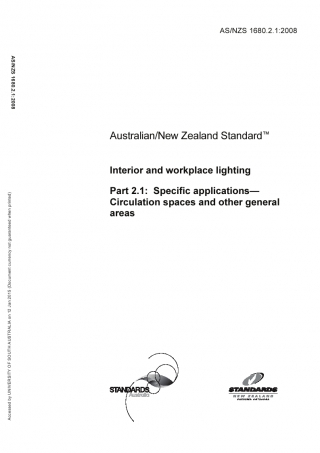 AS/NZS 1680.2.1:2008
AS/NZS 1680.2.1:2008
Australian/New Zealand Standard™
Interior and workplace lighting
Part 2.1: Specific applications—
Circulation spaces and other general
areas
Accessed by UNIVERSITY OF SOUTH AUSTRALIA on 12 Jan 2015 (Document currency not guaranteed when printed)
STANDARDS
Australia
STANDARDS
NEW ZEALAND